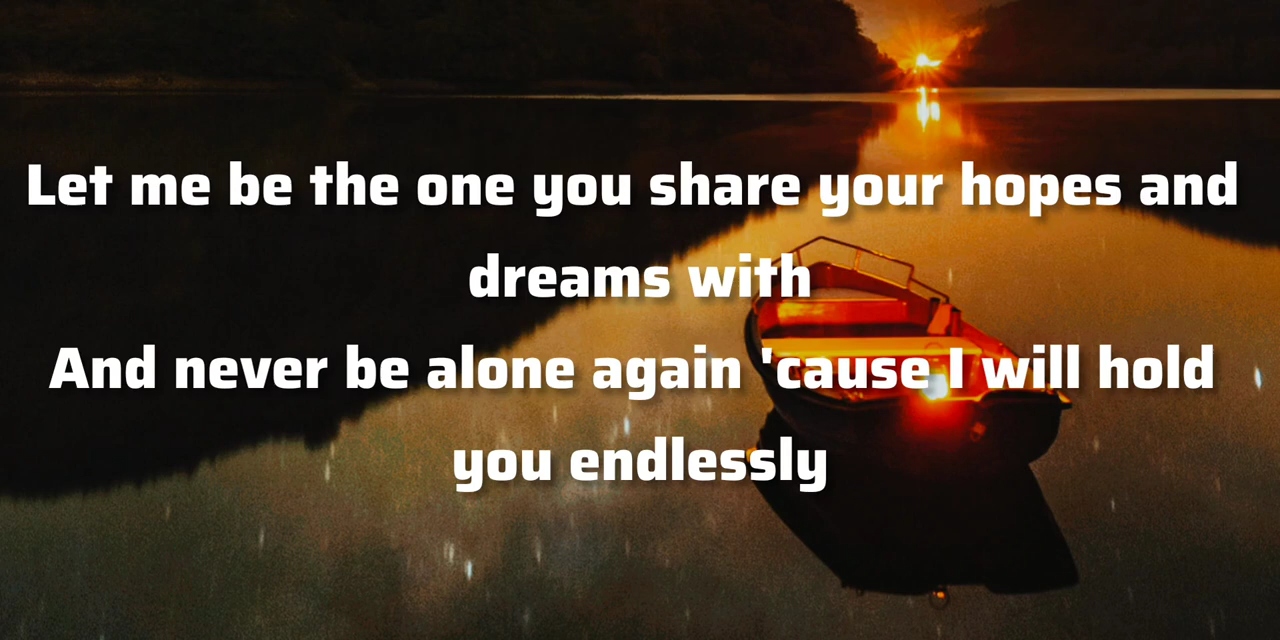 Let me be the one you share your hopes and
dreams with
And never be alone again 'cause I will hold
you endlessly